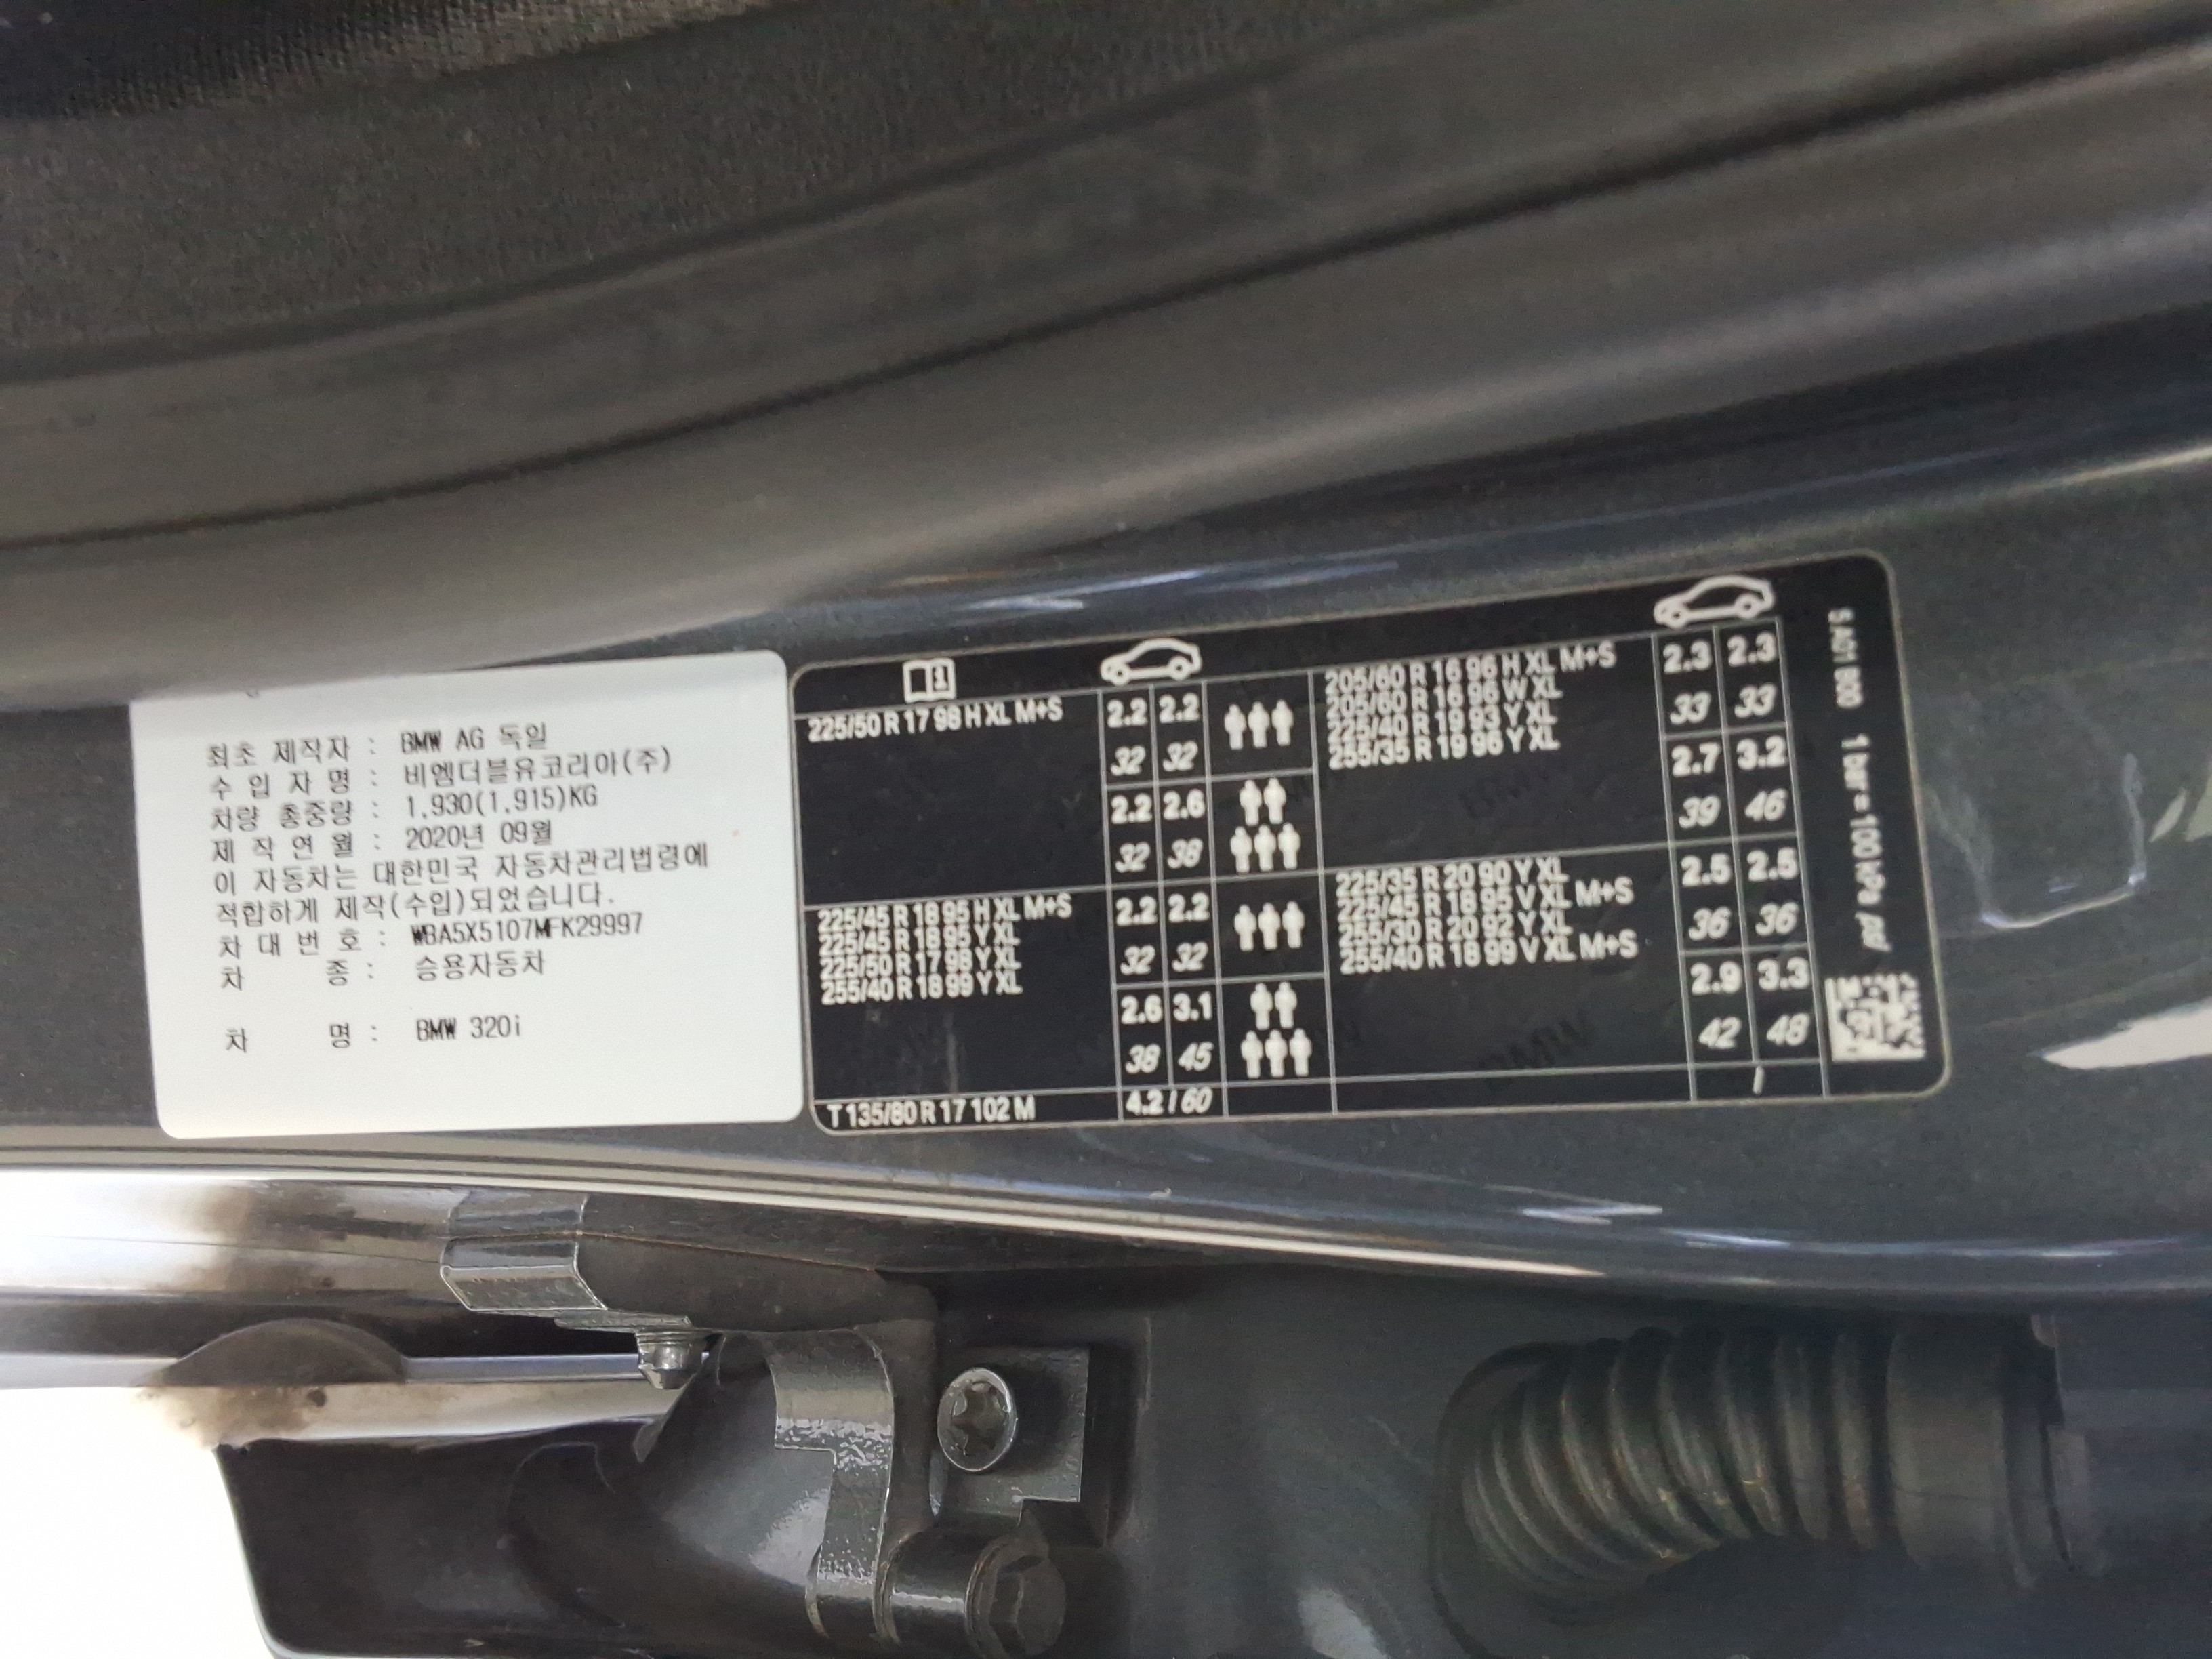 최초 제작자 : BMW AG 독일
수 입 자 명 : 비엠더블유코리아(주)
차량 총중량 : 1,930(1,915)KG
제 작 연 월 : 2020년 09월
이 자동차는 대한민국 자동차관리법령에
적합하게 제작(수입)되었습니다.
차 대 번 호 : WBA5X5107MFK29997
차 종 : 승용자동차
차 명 : BMW 320i
225/50 R 17 98 H XL M+S
2.2 2.2
32 32
2.2 2.6
32 38
225/45 R 18 95 H XL M+S
225/45 R 18 95 Y XL
225/50 R 17 98 Y XL
255/40 R 18 99 Y XL
2.2 2.2
32 32
2.6 3.1
38 45
T 135/80 R 17 102 M
4.2 / 60
205/60 R 16 96 H XL M+S
205/60 R 16 96 W XL
225/40 R 19 93 Y XL
255/35 R 19 96 Y XL
2.3 2.3
33 33
2.7 3.2
39 46
225/35 R 20 90 Y XL
225/45 R 18 95 V XL M+S
255/30 R 20 92 Y XL
255/40 R 18 99 V XL M+S
2.5 2.5
36 36
2.9 3.3
42 48
/
1 bar = 100 kPa psi